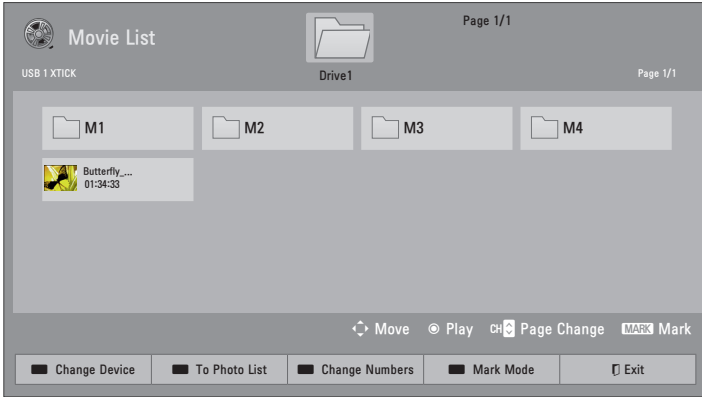 Movie List
Page 1/1
USB 1 XTICK
Drive1
Page 1/1
M1
M2
M3
M4
Butterfly_...
01:34:33
Move
Play
CH Page Change
MARK Mark
Change Device
To Photo List
Change Numbers
Mark Mode
Exit